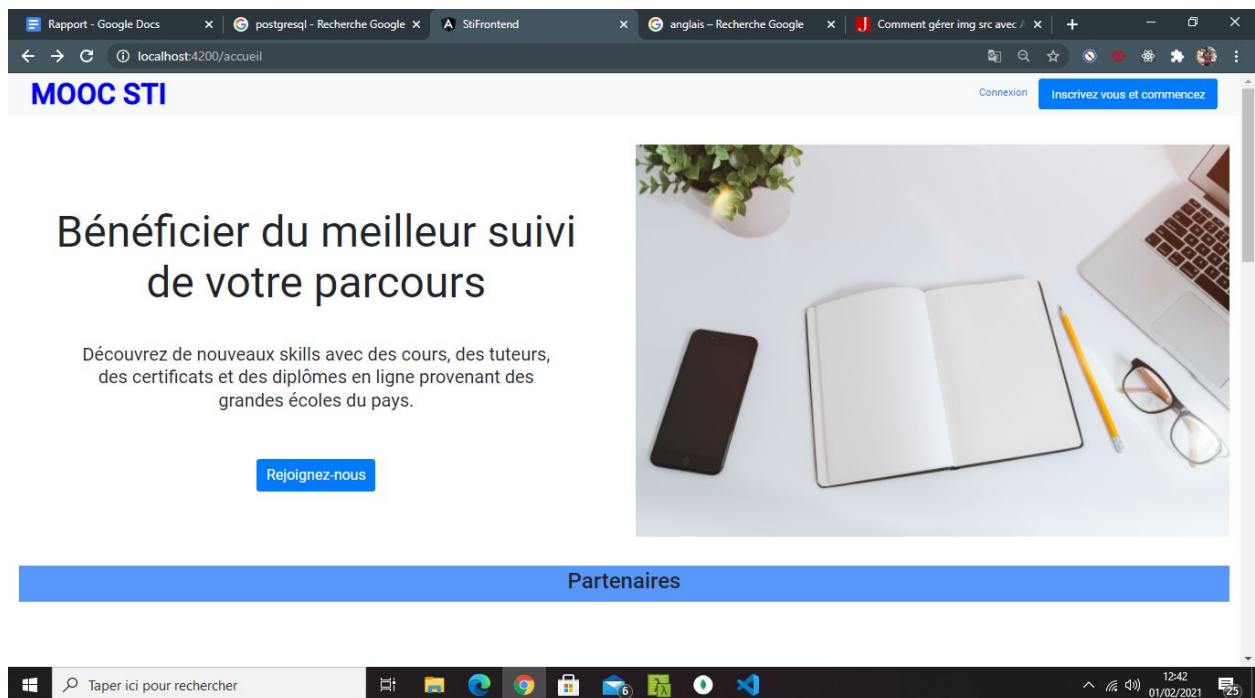 Rapport - Google Docs
postgresql - Recherche Google
StiFrontend
anglais – Recherche Google
Comment gérer img src avec
localhost:4200/accueil
MOOC STI
Connexion
Inscrivez vous et commencez
Bénéficier du meilleur suivi
de votre parcours
Découvrez de nouveaux skills avec des cours, des tuteurs,
des certificats et des diplômes en ligne provenant des
grandes écoles du pays.
Rejoignez-nous
Partenaires
Taper ici pour rechercher
6
12:42
01/02/2021
25